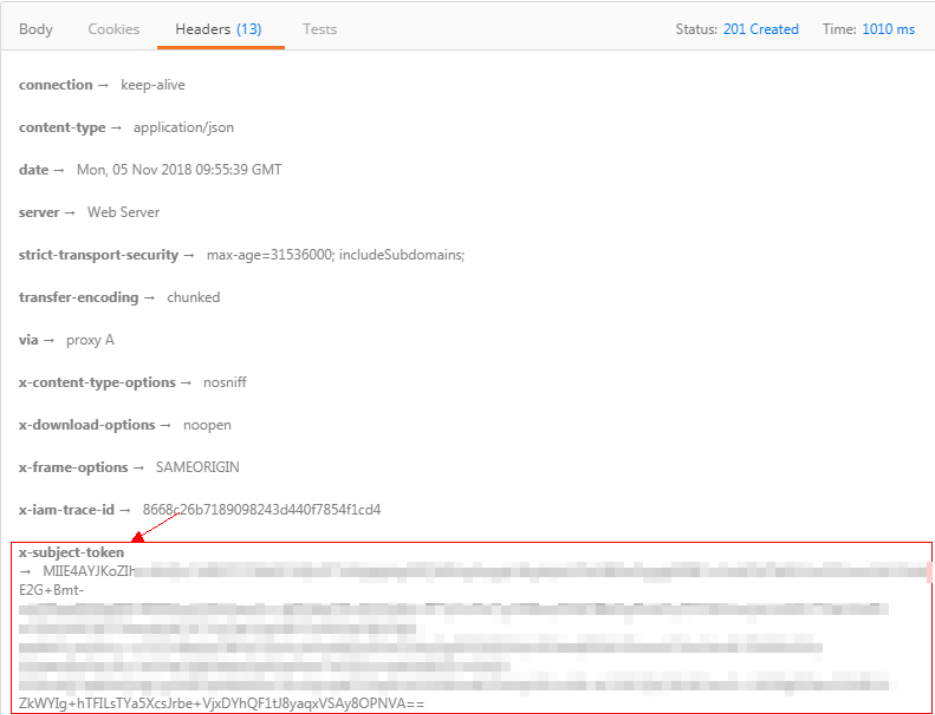 Body Cookies Headers (13) Tests Status: 201 Created Time: 1010 ms
connection → keep-alive
content-type → application/json
date → Mon, 05 Nov 2018 09:55:39 GMT
server → Web Server
strict-transport-security → max-age=31536000; includeSubdomains;
transfer-encoding → chunked
via → proxy A
x-content-type-options → nosniff
x-download-options → noopen
x-frame-options → SAMEORIGIN
x-iam-trace-id → 8668c26b7189098243d440f7854f1cd4
x-subject-token
→ MIIE4AYJKoZIh
E2G+Bmt-
ZkWYIg+hTFILsTYa5XcsJrbe+VjxDYhQF1tJ8yaqxVSAy8OPNVA==